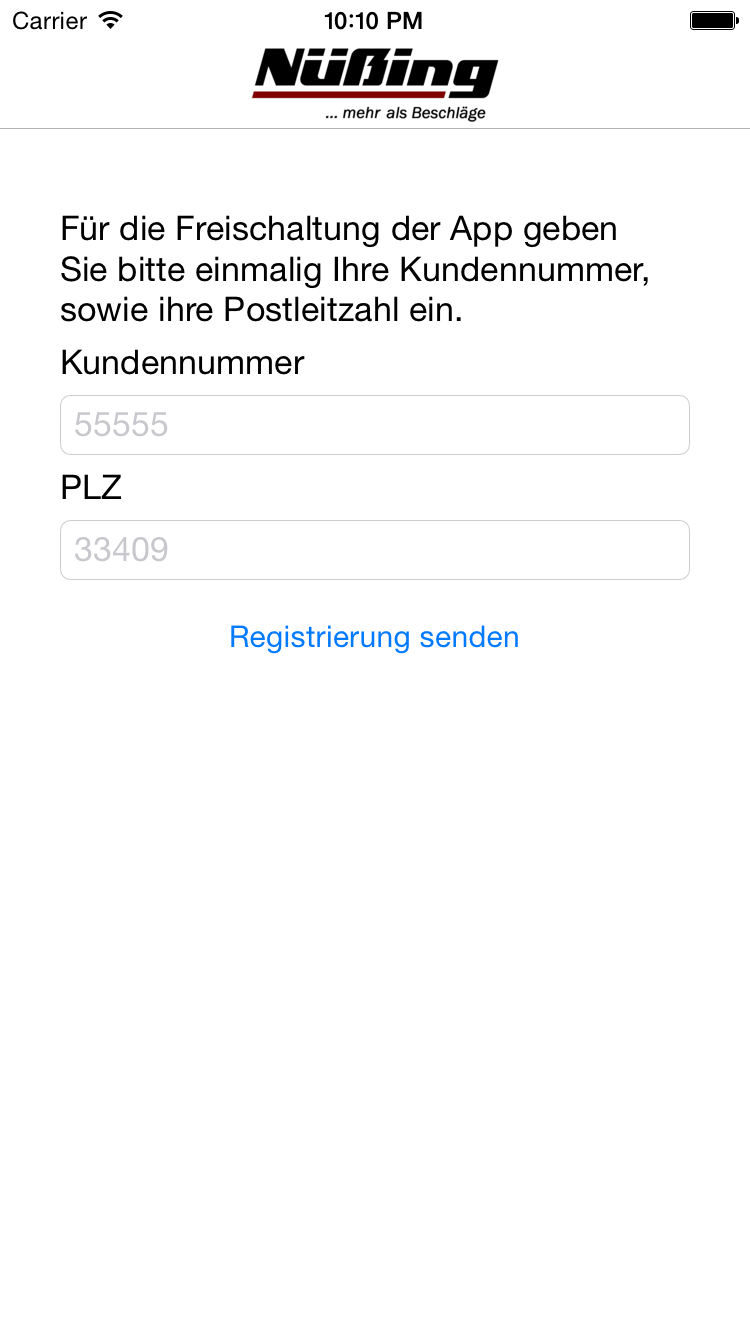 Carrier 10:10 PM
Nüßing
... mehr als Beschläge
Für die Freischaltung der App geben
Sie bitte einmalig Ihre Kundennummer,
sowie ihre Postleitzahl ein.
Kundennummer
55555
PLZ
33409
Registrierung senden